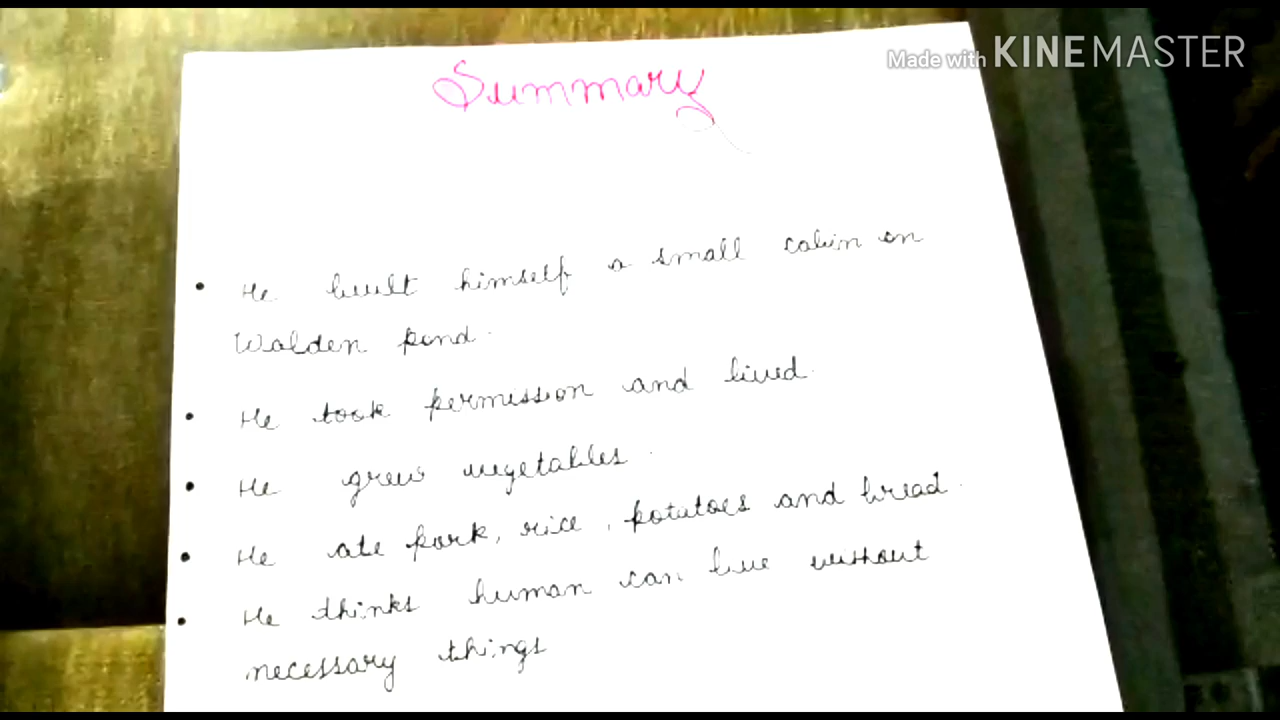 Made with KINEMASTER
Summary
• He built himself a small cabin on
Walden pond.
• He took permission and lived.
• He grew vegetables.
• He ate pork, rice, potatoes and bread.
• He thinks human can live without
necessary things